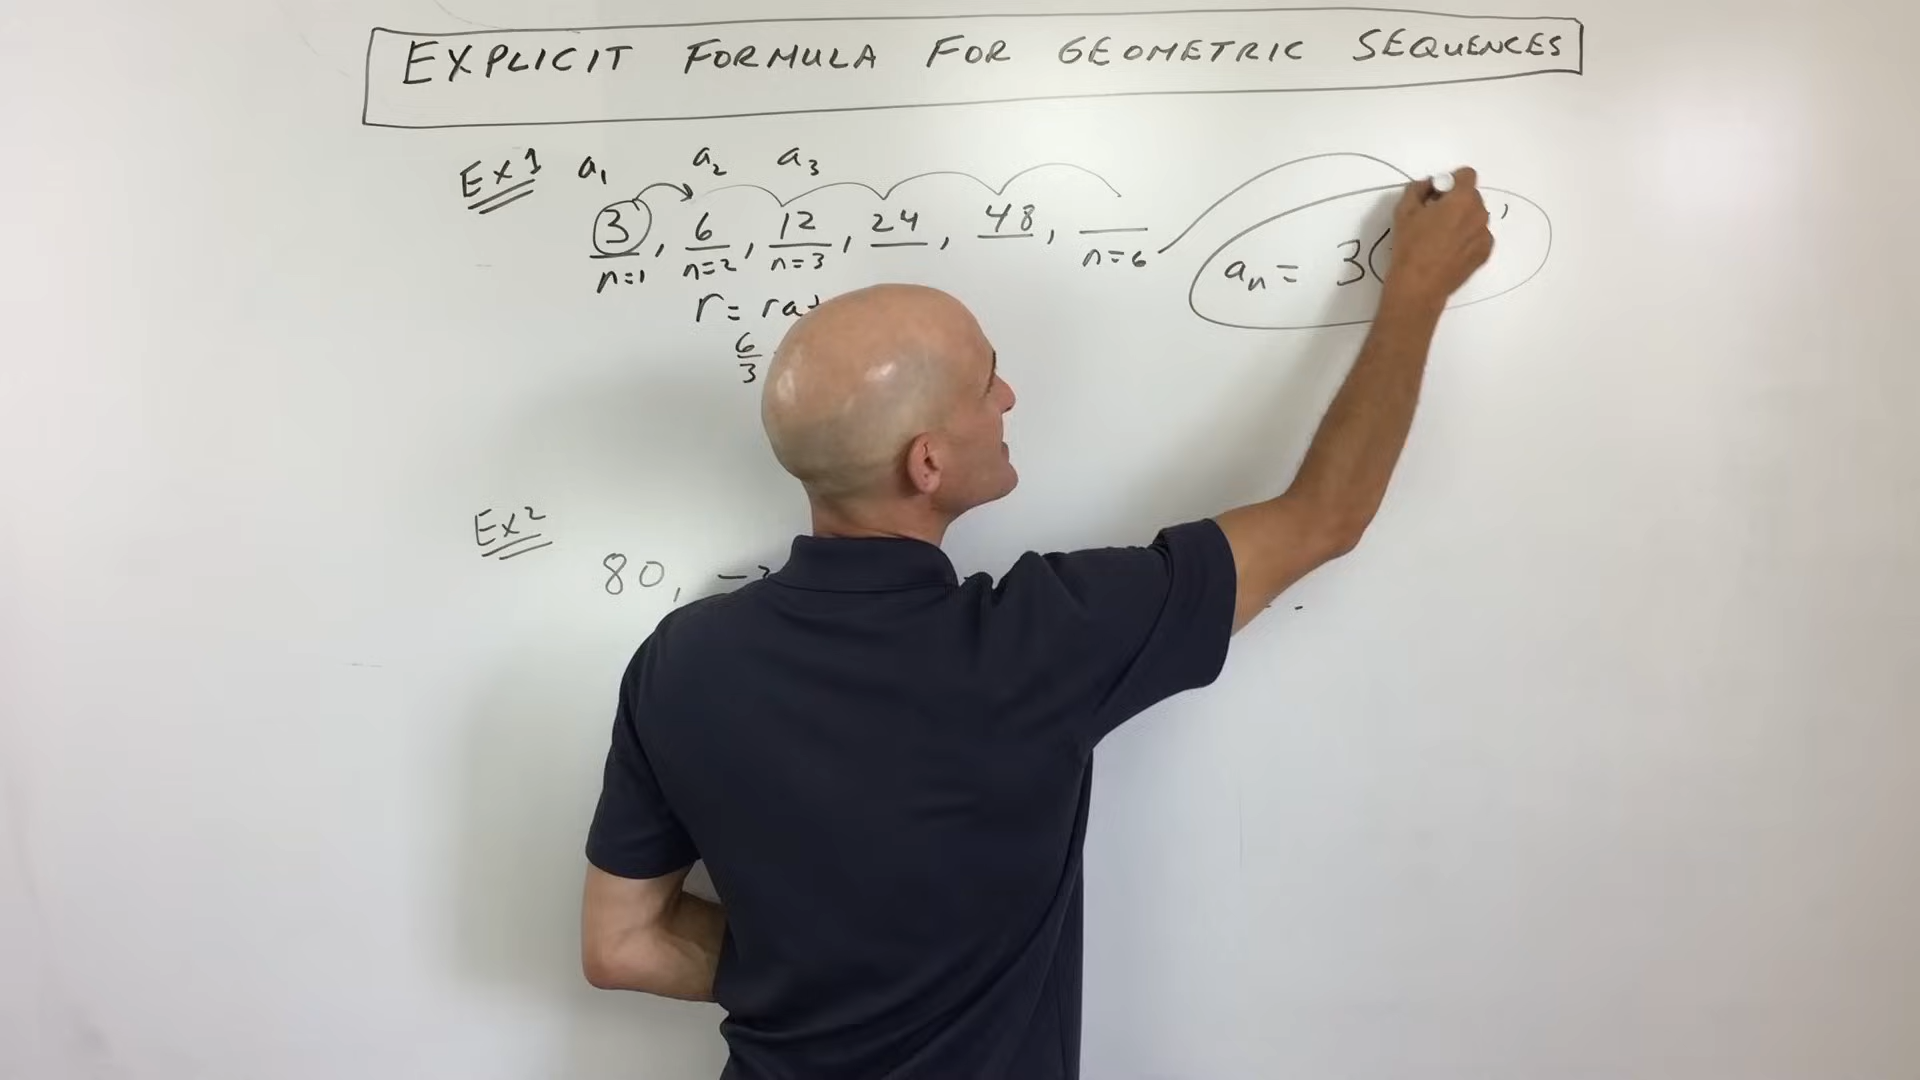 EXPLICIT FORMULA FOR GEOMETRIC SEQUENCES
Ex 1 a₁ a₂ a₃
3, 6, 12, 24, 48, __
n=1 n=2 n=3 n=6
aₙ = 3(
r =
6/3
Ex 2
80, −